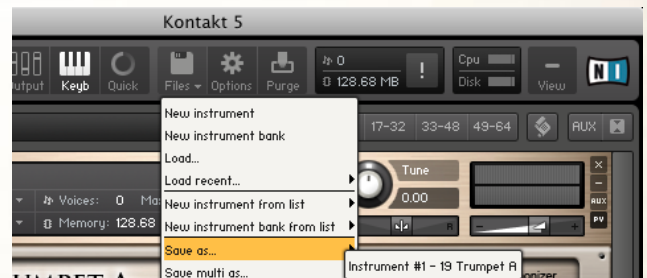 Kontakt 5
0
Cpu
128.68 MB
!
Disk
utput Keyb Quick Files Options Purge View
New instrument
New instrument bank
17-32 33-48 49-64 AUX
Load...
Load recent...
Tune
0.00
New instrument from list
New instrument bank from list
Voices: 0 Ma
Memory: 128.68
R
AUX
PV
Save as...
Instrument #1 - 19 Trumpet A
Save multi as...
UMPET A
onizer